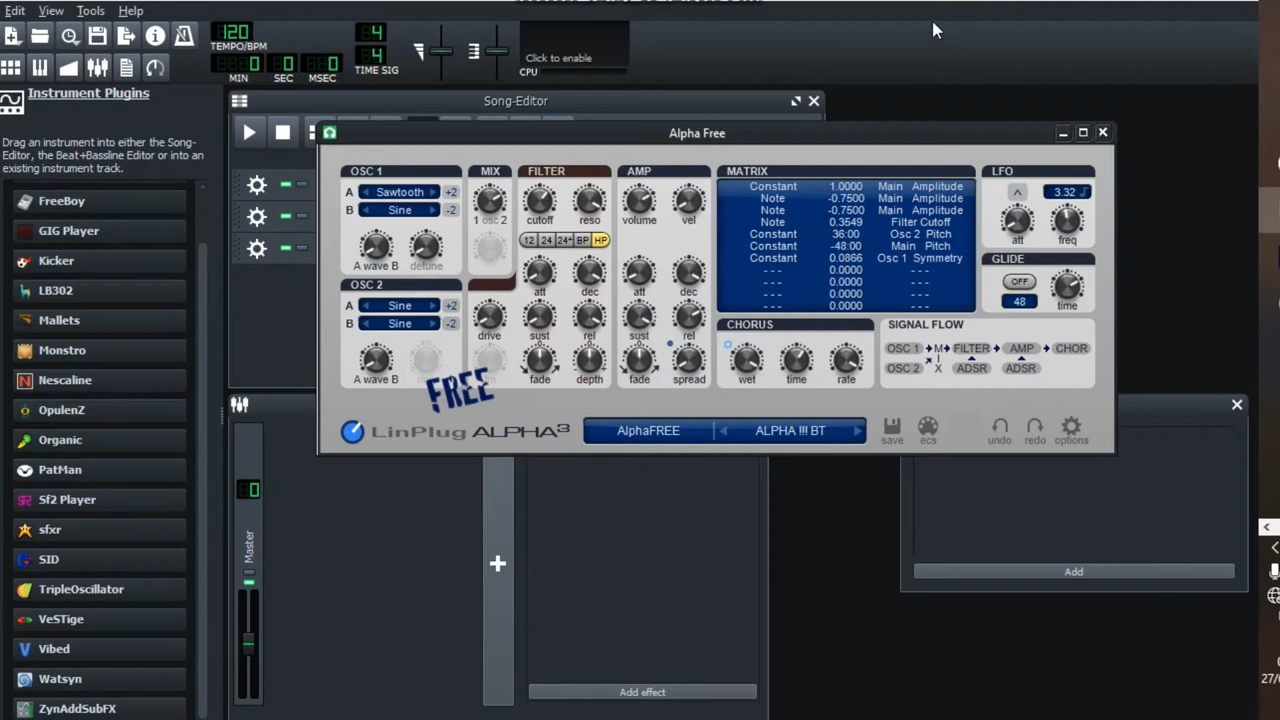 Edit View Tools Help
120
TEMPO/BPM
0 0 0
MIN SEC MSEC
4
4
TIME SIG
Click to enable
CPU
Instrument Plugins
Drag an instrument into either the Song-
Editor, the Beat+Bassline Editor or into an
existing instrument track.
FreeBoy
GIG Player
Kicker
LB302
Mallets
Monstro
Nescaline
OpulenZ
Organic
PatMan
Sf2 Player
sfxr
SID
TripleOscillator
VeSTige
Vibed
Watsyn
ZynAddSubFX
Song-Editor
Alpha Free
OSC 1
A Sawtooth +2
B Sine -2
A wave B detune
OSC 2
A Sine +2
B Sine -2
A wave B
FREE
MIX
1 osc 2
drive
FILTER
cutoff reso
12 24 24+ BP HP
att dec
sust rel
fade depth
AMP
volume vel
att dec
sust rel
fade spread
MATRIX
Constant 1.0000 Main Amplitude
Note -0.7500 Main Amplitude
Note -0.7500 Main Amplitude
Note 0.3549 Filter Cutoff
Constant 36:00 Osc 2 Pitch
Constant -48:00 Main Pitch
Constant 0.0866 Osc 1 Symmetry
- - - 0.0000 - - -
- - - 0.0000 - - -
- - - 0.0000 - - -
- - - 0.0000 - - -
CHORUS
wet time rate
LFO
3.32
att freq
GLIDE
OFF
48
time
SIGNAL FLOW
OSC 1 M FILTER AMP CHOR
OSC 2 X ADSR ADSR
LinPlug ALPHA3
AlphaFREE ALPHA !!! BT
save ecs undo redo options
0
Master
Add effect
Add
27/